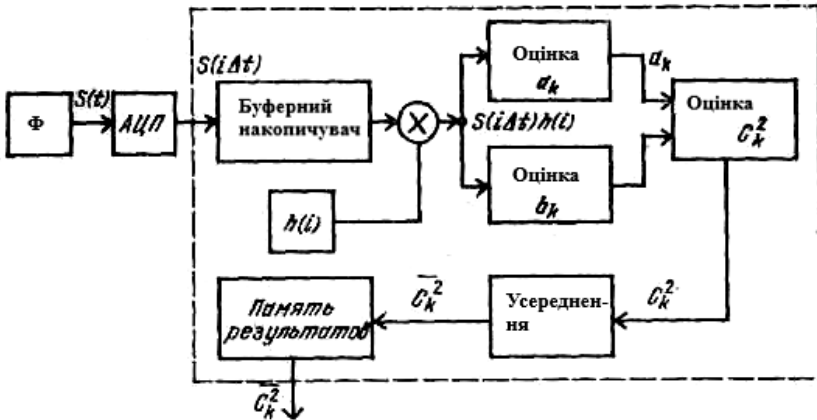 Ф
S(t)
АЦП
S(iΔt)
Буферний
накопичувач
×
h(i)
S(iΔt)h(i)
Оцінка
a_k
a_k
Оцінка
b_k
Оцінка
C_k^2
C_k^2
Усереднен-
ня
C̅_k^2
Память
результатов
C̅_k^2